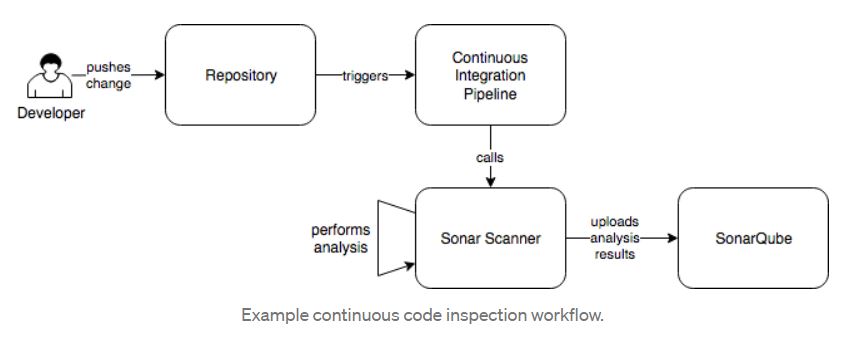 pushes
change
Developer
Repository
triggers
Continuous
Integration
Pipeline
calls
performs
analysis
Sonar Scanner
uploads
analysis
results
SonarQube
Example continuous code inspection workflow.